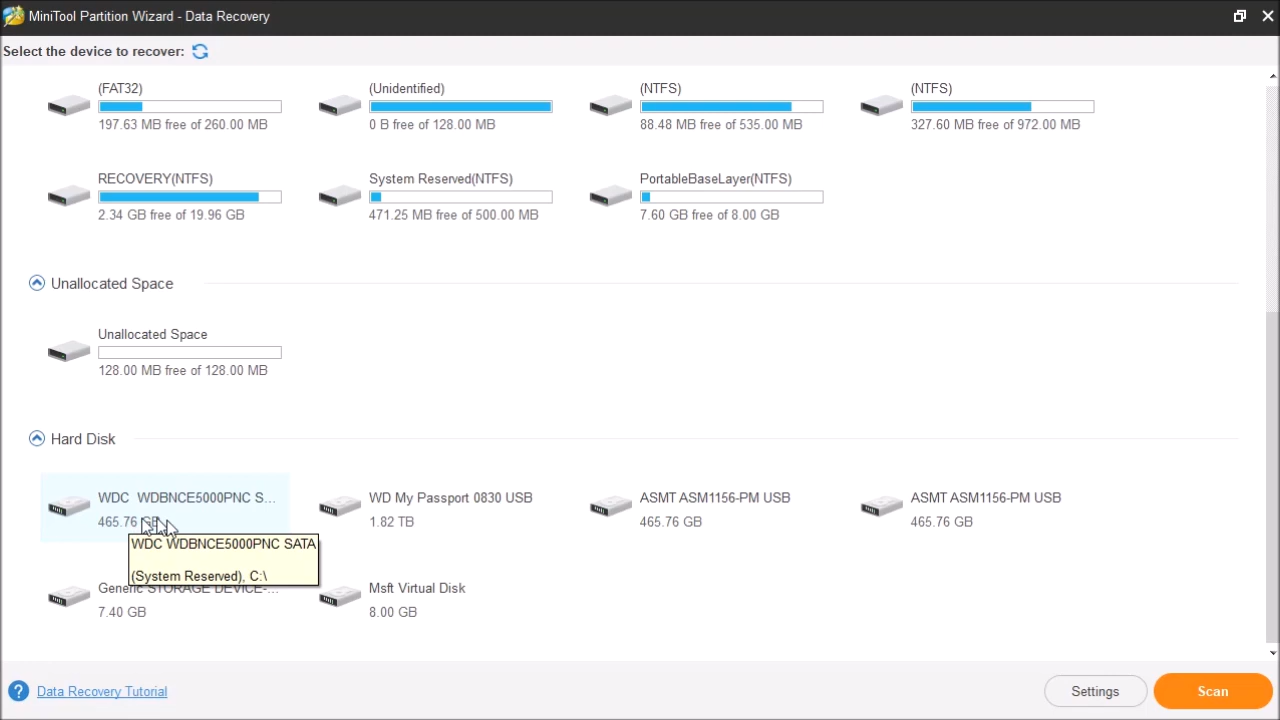 MiniTool Partition Wizard - Data Recovery
Select the device to recover:
(FAT32)
197.63 MB free of 260.00 MB
(Unidentified)
0 B free of 128.00 MB
(NTFS)
88.48 MB free of 535.00 MB
(NTFS)
327.60 MB free of 972.00 MB
RECOVERY(NTFS)
2.34 GB free of 19.96 GB
System Reserved(NTFS)
471.25 MB free of 500.00 MB
PortableBaseLayer(NTFS)
7.60 GB free of 8.00 GB
Unallocated Space
Unallocated Space
128.00 MB free of 128.00 MB
Hard Disk
WDC WDBNCE5000PNC S...
465.76 GB
WD My Passport 0830 USB
1.82 TB
ASMT ASM1156-PM USB
465.76 GB
ASMT ASM1156-PM USB
465.76 GB
WDC WDBNCE5000PNC SATA
(System Reserved), C:\
Generic STORAGE DEVICE-...
7.40 GB
Msft Virtual Disk
8.00 GB
? Data Recovery Tutorial
Settings
Scan